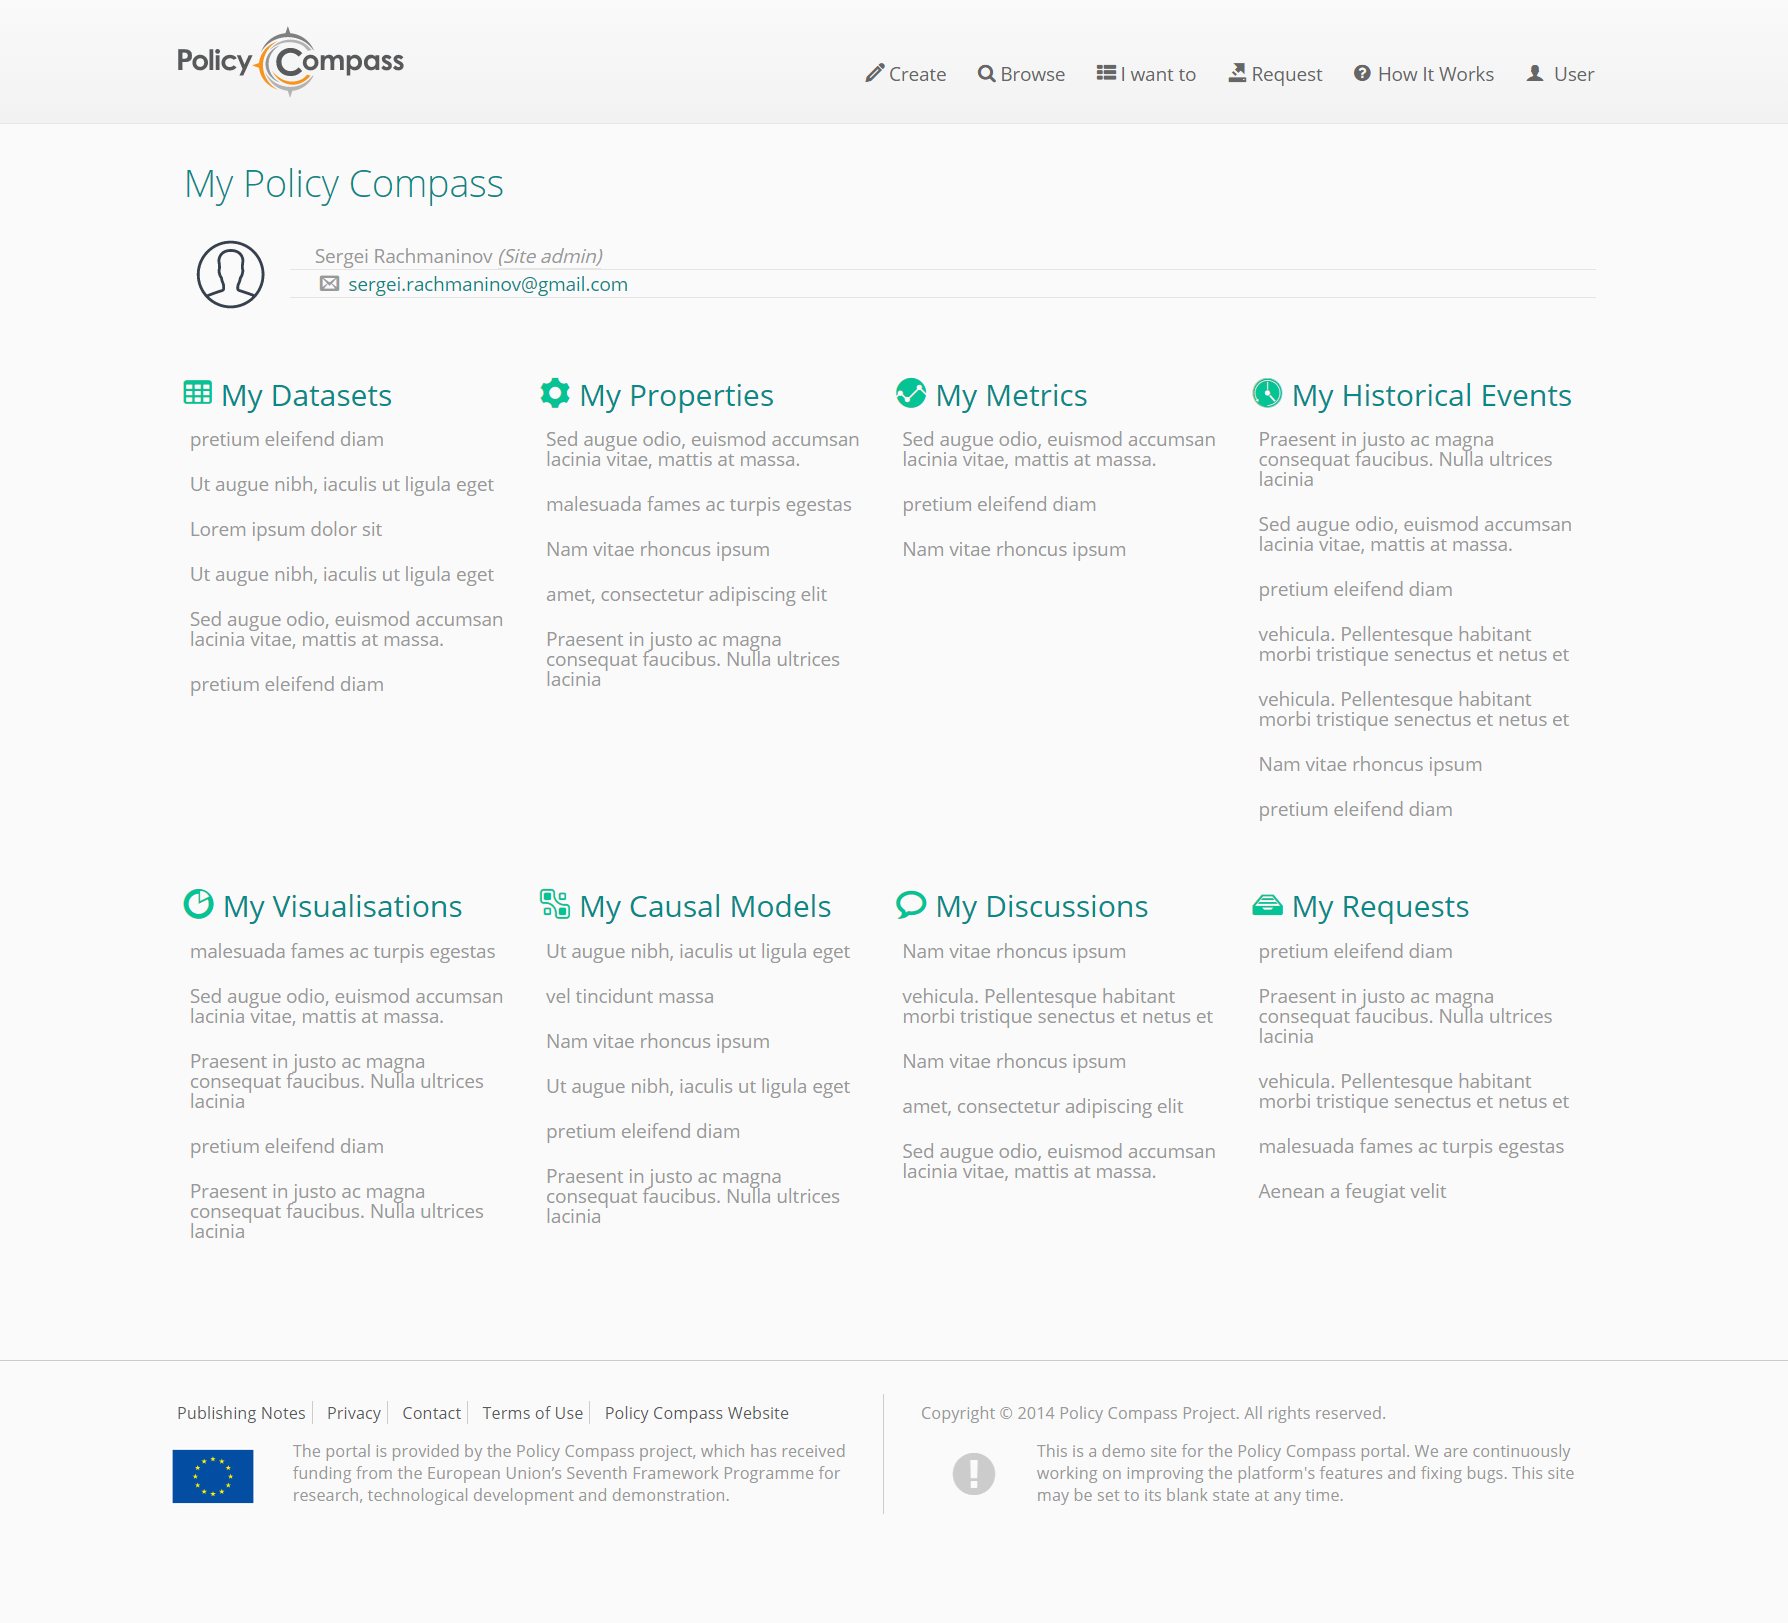 Policy Compass
Create Browse I want to Request How It Works User
My Policy Compass
Sergei Rachmaninov (Site admin)
sergei.rachmaninov@gmail.com
My Datasets
pretium eleifend diam
Ut augue nibh, iaculis ut ligula eget
Lorem ipsum dolor sit
Ut augue nibh, iaculis ut ligula eget
Sed augue odio, euismod accumsan
lacinia vitae, mattis at massa.
pretium eleifend diam
My Properties
Sed augue odio, euismod accumsan
lacinia vitae, mattis at massa.
malesuada fames ac turpis egestas
Nam vitae rhoncus ipsum
amet, consectetur adipiscing elit
Praesent in justo ac magna
consequat faucibus. Nulla ultrices
lacinia
My Metrics
Sed augue odio, euismod accumsan
lacinia vitae, mattis at massa.
pretium eleifend diam
Nam vitae rhoncus ipsum
My Historical Events
Praesent in justo ac magna
consequat faucibus. Nulla ultrices
lacinia
Sed augue odio, euismod accumsan
lacinia vitae, mattis at massa.
pretium eleifend diam
vehicula. Pellentesque habitant
morbi tristique senectus et netus et
vehicula. Pellentesque habitant
morbi tristique senectus et netus et
Nam vitae rhoncus ipsum
pretium eleifend diam
My Visualisations
malesuada fames ac turpis egestas
Sed augue odio, euismod accumsan
lacinia vitae, mattis at massa.
Praesent in justo ac magna
consequat faucibus. Nulla ultrices
lacinia
pretium eleifend diam
Praesent in justo ac magna
consequat faucibus. Nulla ultrices
lacinia
My Causal Models
Ut augue nibh, iaculis ut ligula eget
vel tincidunt massa
Nam vitae rhoncus ipsum
Ut augue nibh, iaculis ut ligula eget
pretium eleifend diam
Praesent in justo ac magna
consequat faucibus. Nulla ultrices
lacinia
My Discussions
Nam vitae rhoncus ipsum
vehicula. Pellentesque habitant
morbi tristique senectus et netus et
Nam vitae rhoncus ipsum
amet, consectetur adipiscing elit
Sed augue odio, euismod accumsan
lacinia vitae, mattis at massa.
My Requests
pretium eleifend diam
Praesent in justo ac magna
consequat faucibus. Nulla ultrices
lacinia
vehicula. Pellentesque habitant
morbi tristique senectus et netus et
malesuada fames ac turpis egestas
Aenean a feugiat velit
Publishing Notes Privacy Contact Terms of Use Policy Compass Website
The portal is provided by the Policy Compass project, which has received
funding from the European Union’s Seventh Framework Programme for
research, technological development and demonstration.
Copyright © 2014 Policy Compass Project. All rights reserved.
This is a demo site for the Policy Compass portal. We are continuously
working on improving the platform's features and fixing bugs. This site
may be set to its blank state at any time.